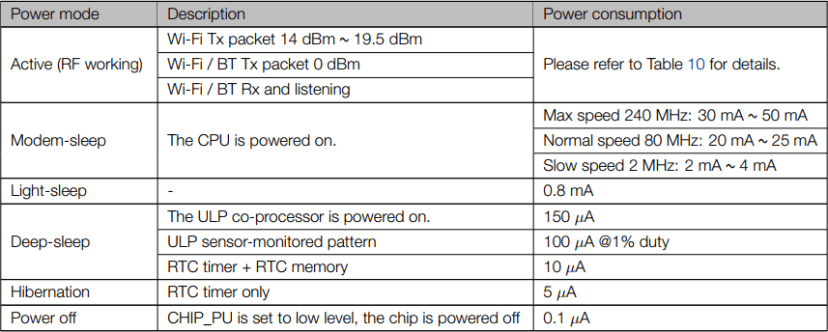 Power mode Description Power consumption
Active (RF working) Wi-Fi Tx packet 14 dBm ~ 19.5 dBm Please refer to Table 10 for details.
Wi-Fi / BT Tx packet 0 dBm
Wi-Fi / BT Rx and listening
Modem-sleep The CPU is powered on. Max speed 240 MHz: 30 mA ~ 50 mA
Normal speed 80 MHz: 20 mA ~ 25 mA
Slow speed 2 MHz: 2 mA ~ 4 mA
Light-sleep - 0.8 mA
Deep-sleep The ULP co-processor is powered on. 150 μA
ULP sensor-monitored pattern 100 μA @1% duty
RTC timer + RTC memory 10 μA
Hibernation RTC timer only 5 μA
Power off CHIP_PU is set to low level, the chip is powered off 0.1 μA